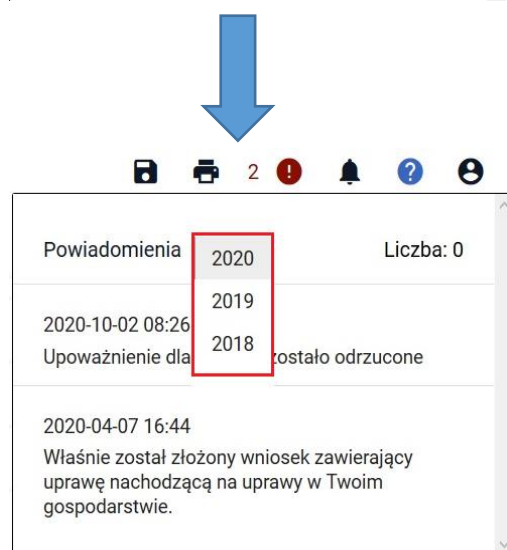 2
Powiadomienia 2020 Liczba: 0
2019
2018
2020-10-02 08:26
Upoważnienie dla zostało odrzucone
2020-04-07 16:44
Właśnie został złożony wniosek zawierający
uprawę nachodzącą na uprawy w Twoim
gospodarstwie.